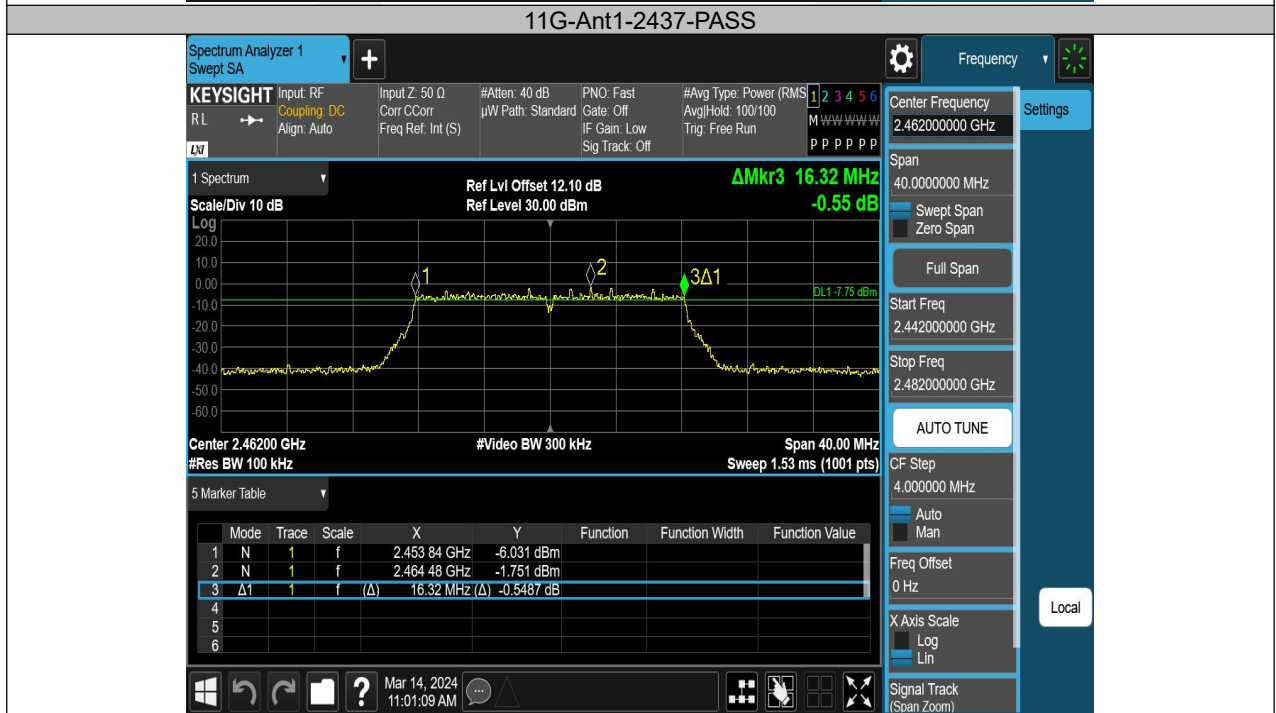 11G-Ant1-2437-PASS
Spectrum Analyzer 1
Swept SA
+
Frequency
KEYSIGHT
RL
LXI
Input: RF
Coupling: DC
Align: Auto
Input Z: 50 Ω
Corr CCorr
Freq Ref: Int (S)
#Atten: 40 dB
µW Path: Standard
PNO: Fast
Gate: Off
IF Gain: Low
Sig Track: Off
#Avg Type: Power (RMS
Avg|Hold: 100/100
Trig: Free Run
1 2 3 4 5 6
M W W W W W
P P P P P P
Center Frequency
2.462000000 GHz
Settings
Span
40.0000000 MHz
Swept Span
Zero Span
Full Span
Start Freq
2.442000000 GHz
Stop Freq
2.482000000 GHz
AUTO TUNE
CF Step
4.000000 MHz
Auto
Man
Freq Offset
0 Hz
X Axis Scale
Log
Lin
Signal Track
(Span Zoom)
Local
1 Spectrum
Scale/Div 10 dB
Ref Lvl Offset 12.10 dB
Ref Level 30.00 dBm
ΔMkr3 16.32 MHz
-0.55 dB
Log
20.0
10.0
0.00
-10.0
-20.0
-30.0
-40.0
-50.0
-60.0
1
2
3Δ1
DL1 -7.75 dBm
Center 2.46200 GHz
#Video BW 300 kHz
Span 40.00 MHz
#Res BW 100 kHz
Sweep 1.53 ms (1001 pts)
5 Marker Table
Mode Trace Scale X Y Function Function Width Function Value
1 N 1 f 2.453 84 GHz -6.031 dBm
2 N 1 f 2.464 48 GHz -1.751 dBm
3 Δ1 1 f (Δ) 16.32 MHz (Δ) -0.5487 dB
4
5
6
?
Mar 14, 2024
11:01:09 AM